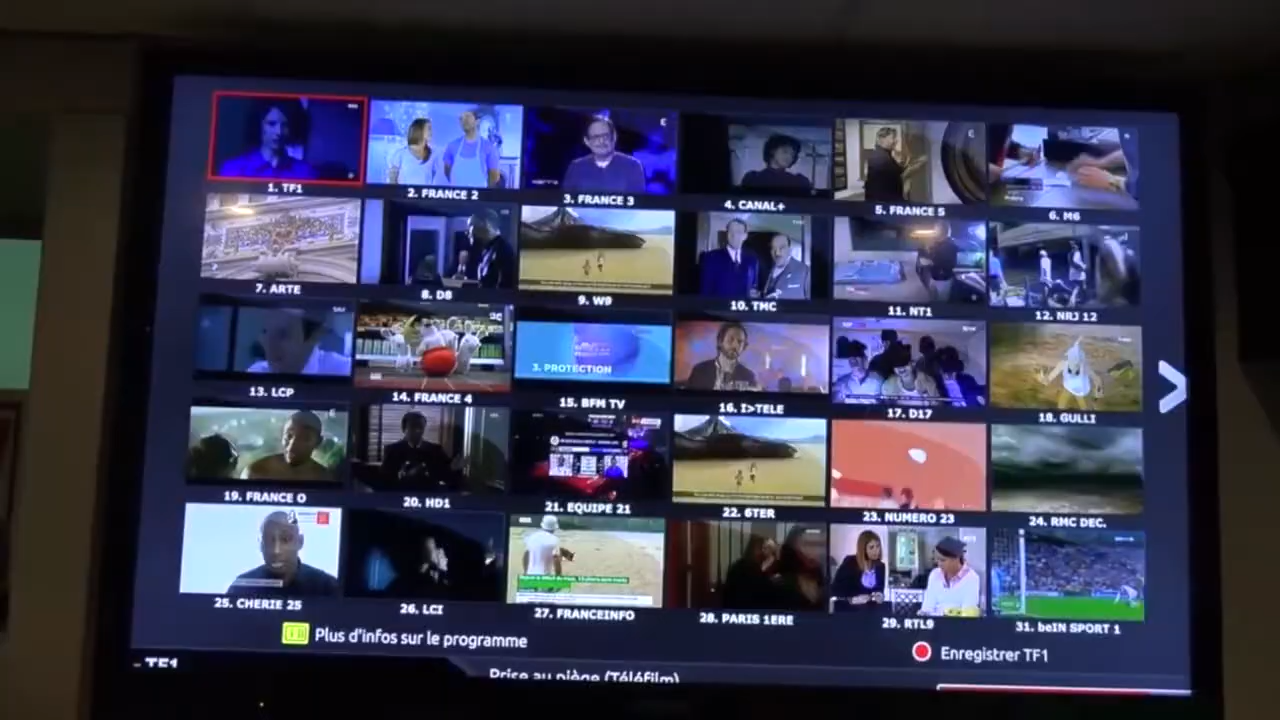 1. TF1
2. FRANCE 2
3. FRANCE 3
4. CANAL+
5. FRANCE 5
6. M6
7. ARTE
8. D8
9. W9
10. TMC
11. NT1
12. NRJ 12
13. LCP
14. FRANCE 4
3. PROTECTION
15. BFM TV
16. I>TELE
17. D17
18. GULLI
19. FRANCE O
20. HD1
21. EQUIPE 21
22. 6TER
23. NUMERO 23
24. RMC DEC.
25. CHERIE 25
26. LCI
27. FRANCEINFO
28. PARIS 1ERE
29. RTL9
31. beIN SPORT 1
Plus d'infos sur le programme
Enregistrer TF1
TF1
Prise au piège (Téléfilm)